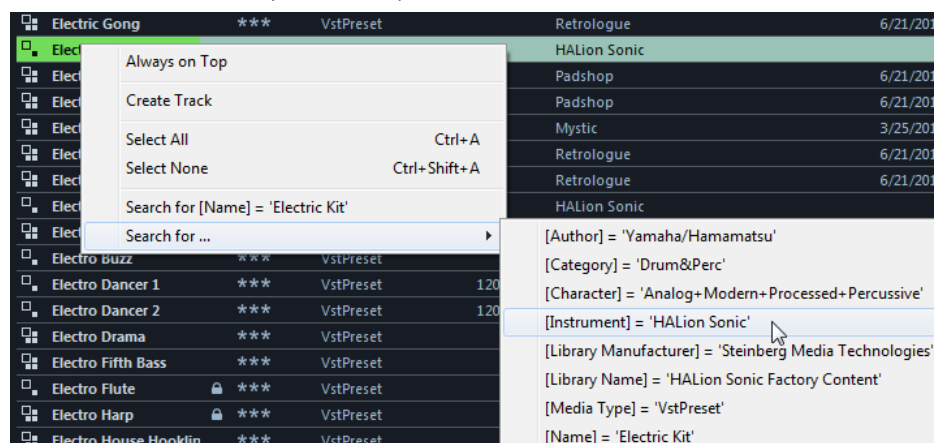 Electric Gong *** VstPreset Retrologue 6/21/201
Elect HALion Sonic
Elect Padshop 6/21/201
Elect Padshop 6/21/201
Elect Mystic 3/25/201
Elect Retrologue 6/21/201
Elect Retrologue 6/21/201
Elect HALion Sonic
Elect
Always on Top
Create Track
Select All Ctrl+A
Select None Ctrl+Shift+A
Search for [Name] = 'Electric Kit'
Search for ...
[Author] = 'Yamaha/Hamamatsu'
[Category] = 'Drum&Perc'
[Character] = 'Analog+Modern+Processed+Percussive'
[Instrument] = 'HALion Sonic'
[Library Manufacturer] = 'Steinberg Media Technologies'
[Library Name] = 'HALion Sonic Factory Content'
[Media Type] = 'VstPreset'
[Name] = 'Electric Kit'
Electro Buzz *** VstPreset
Electro Dancer 1 *** VstPreset 120
Electro Dancer 2 *** VstPreset 120
Electro Drama *** VstPreset
Electro Fifth Bass *** VstPreset
Electro Flute *** VstPreset
Electro Harp *** VstPreset
Electro House Hooklin *** VstPreset